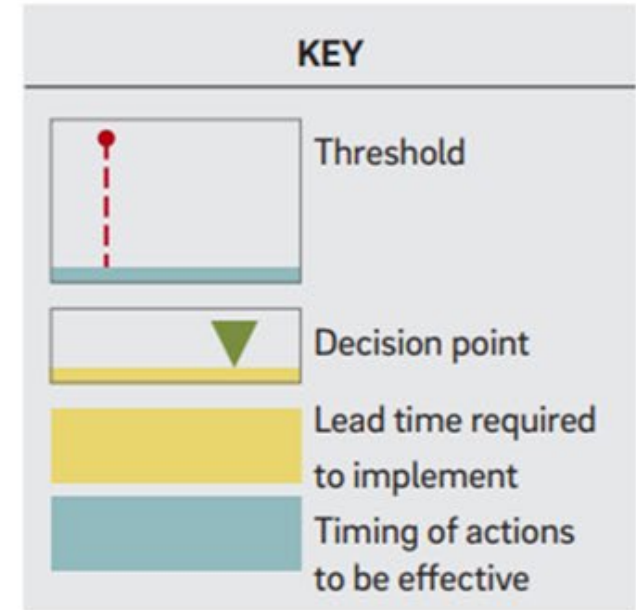 KEY
Threshold
Decision point
Lead time required
to implement
Timing of actions
to be effective